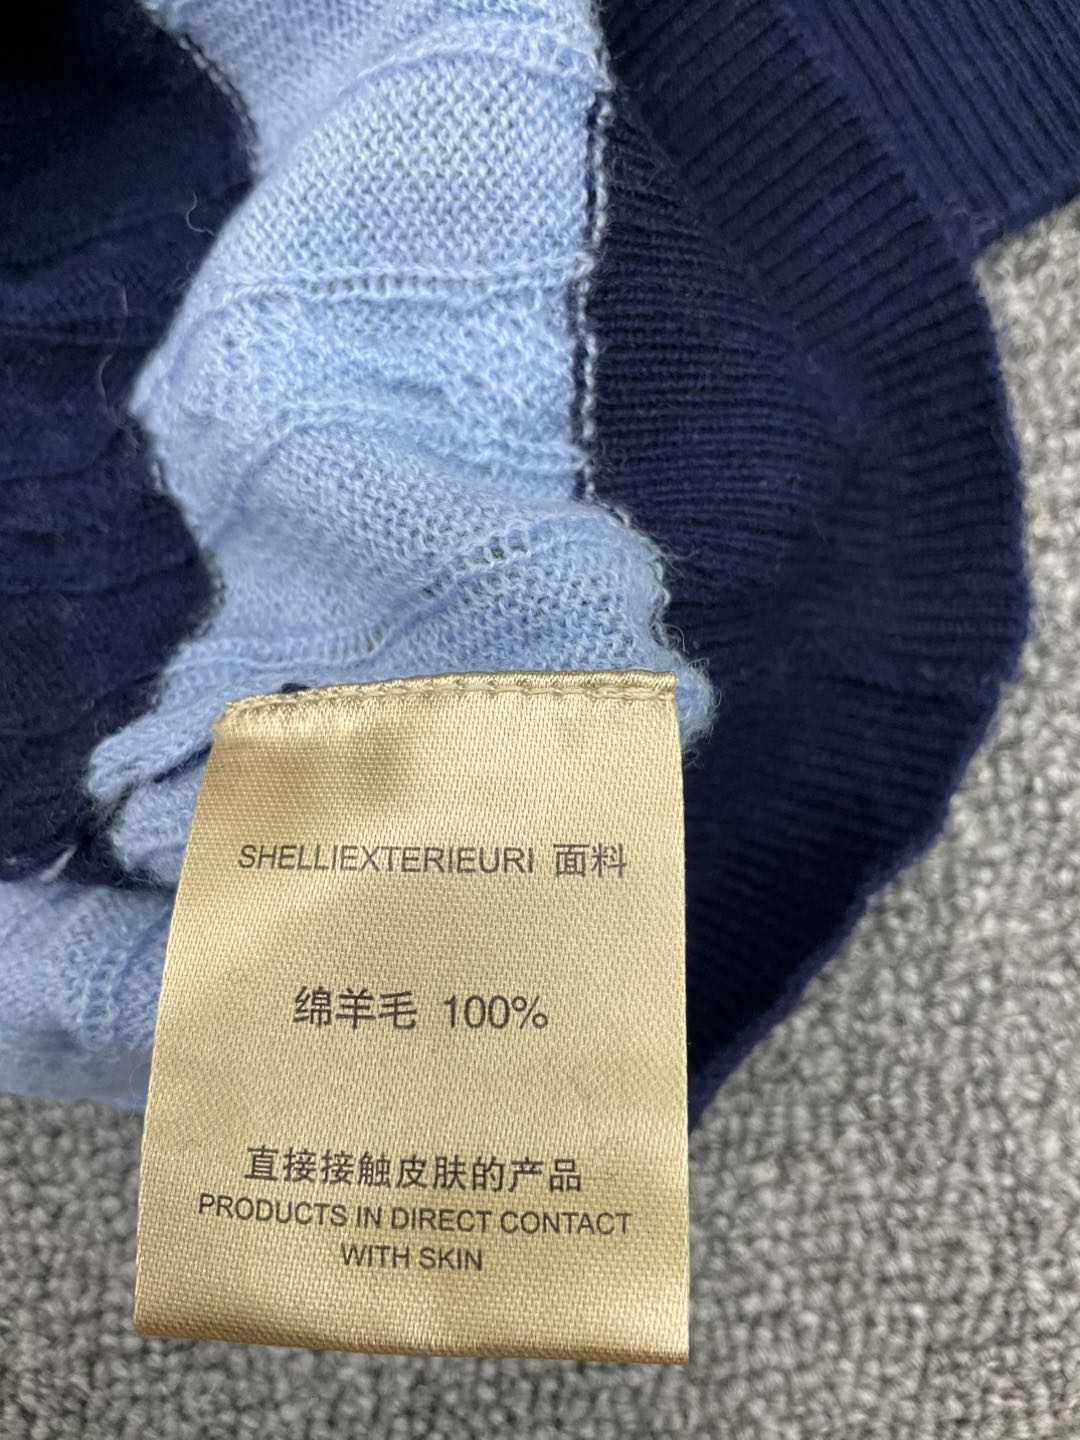 SHELLIEXTERIEURI 面料
绵羊毛 100%
直接接触皮肤的产品
PRODUCTS IN DIRECT CONTACT
WITH SKIN